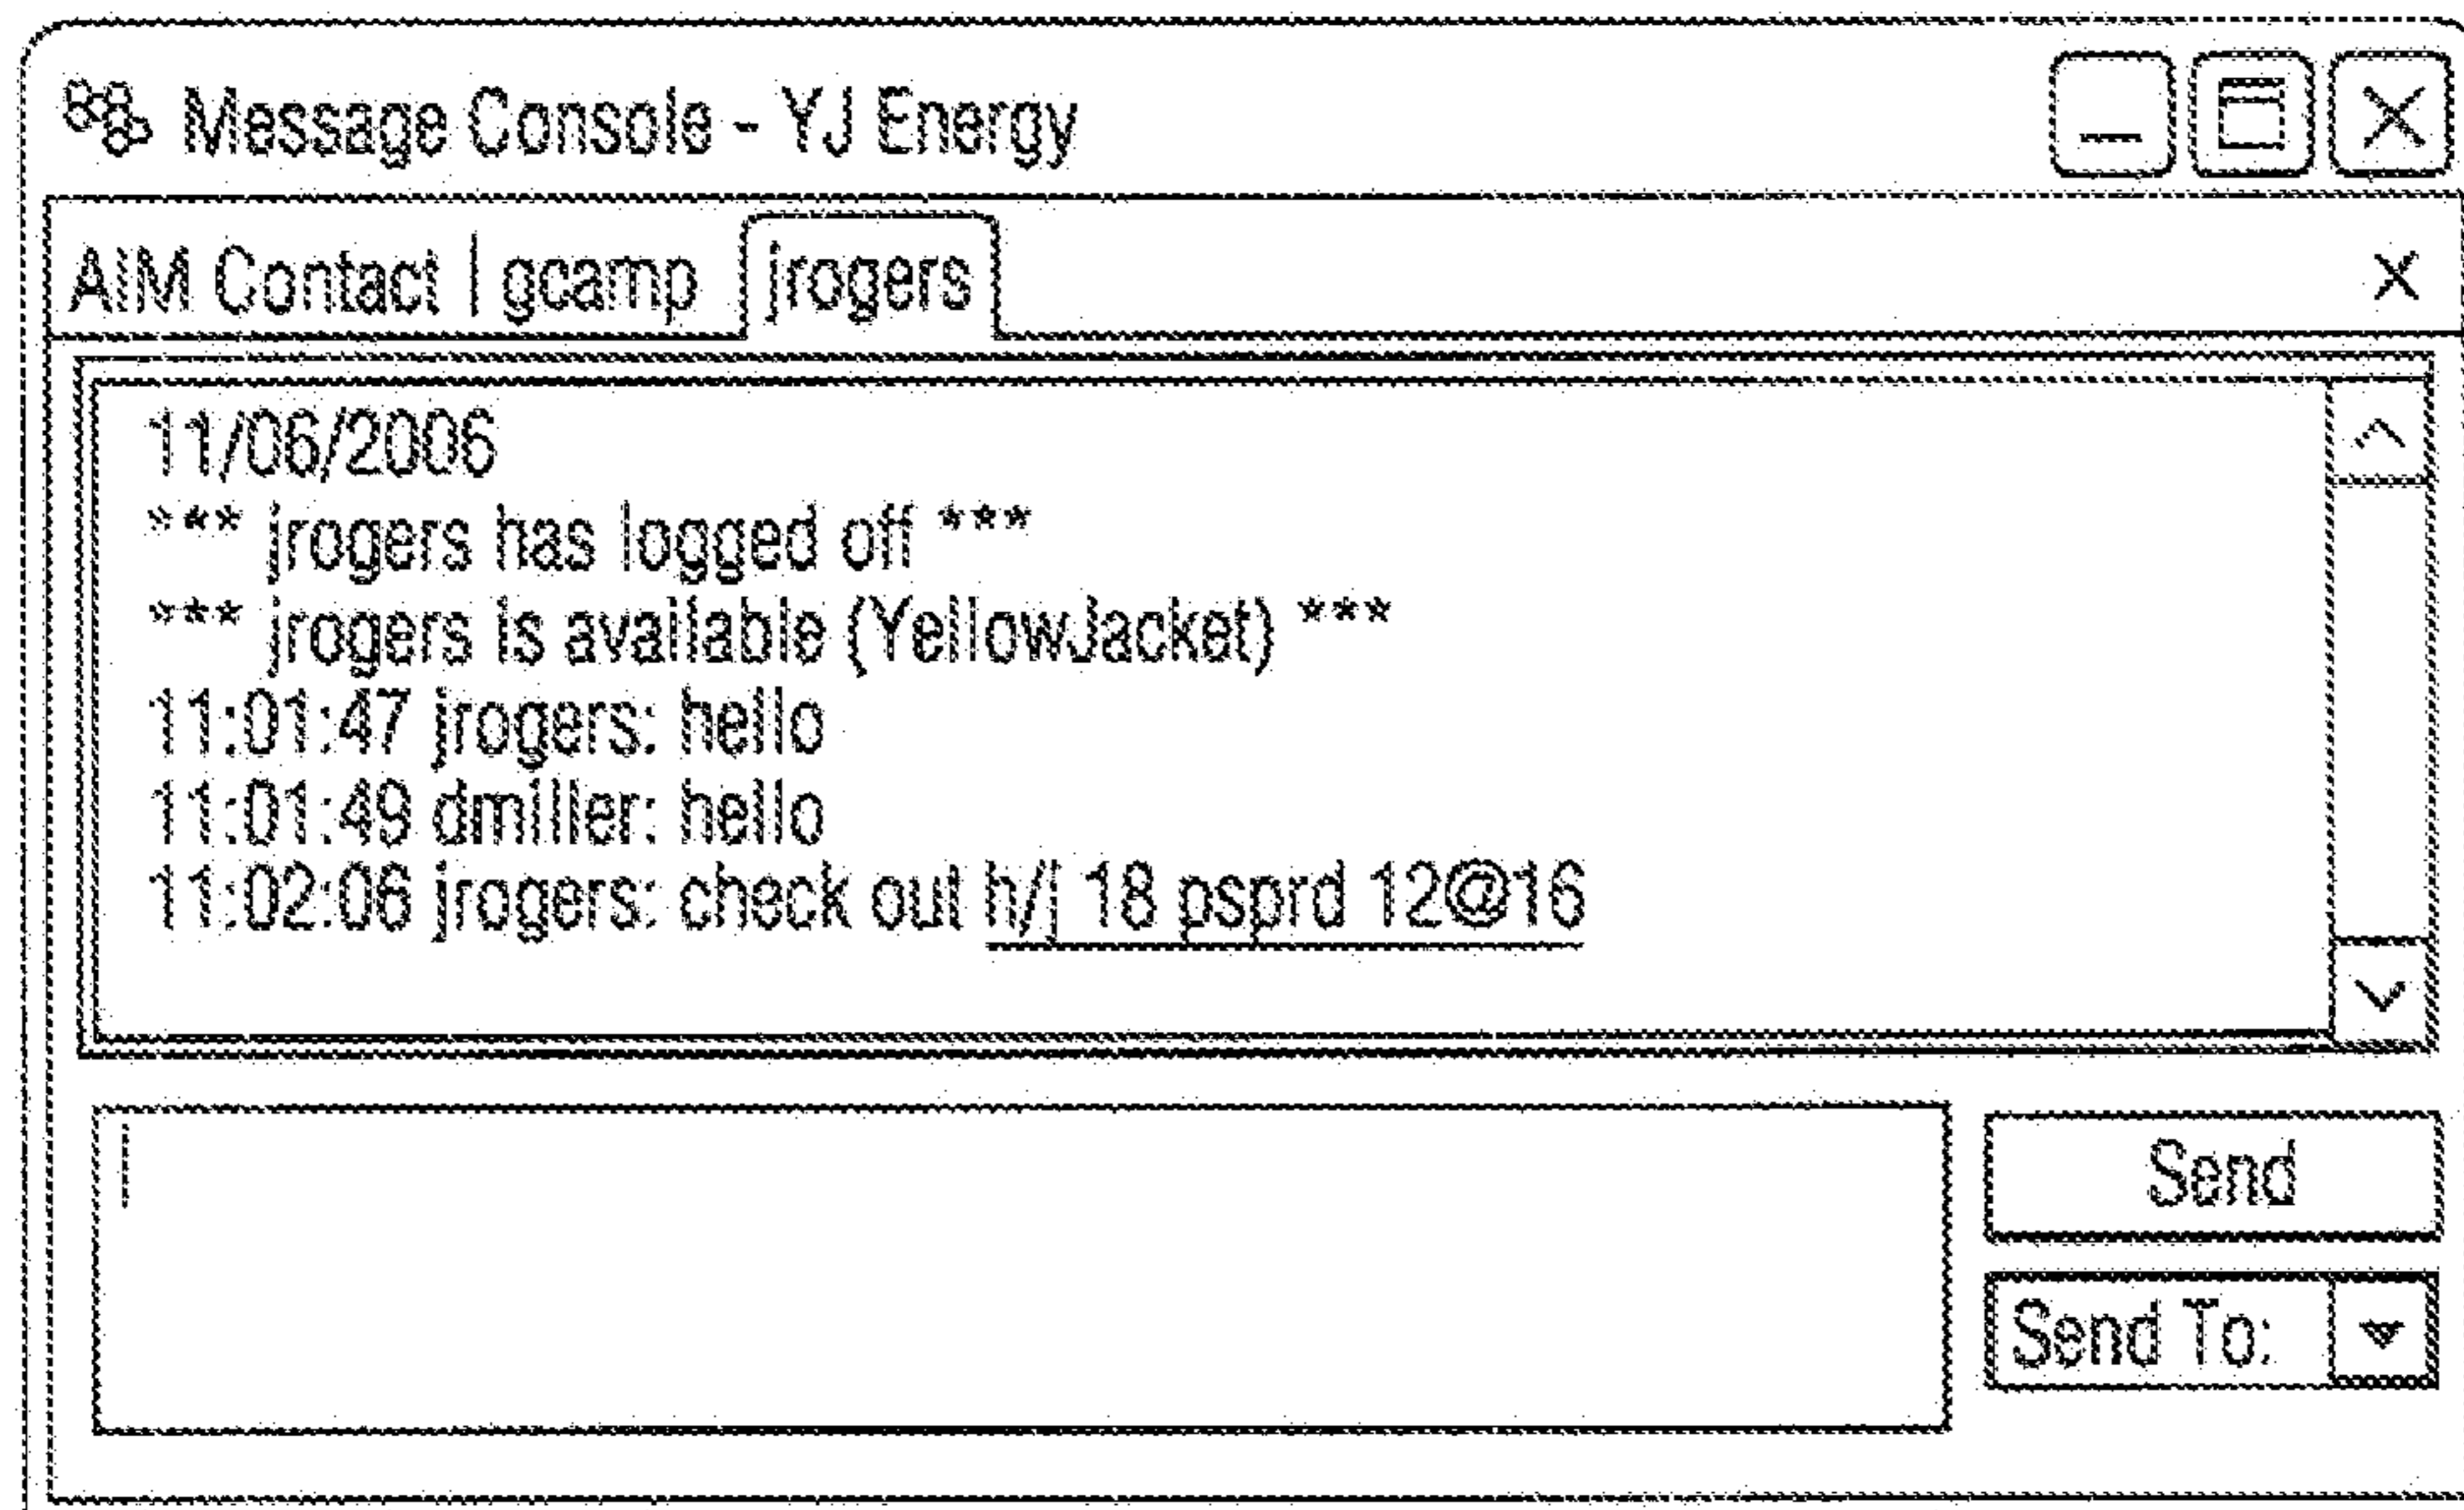 Message Console - YJ Energy
AIM Contact | gcamp jrogers
11/06/2006
*** jrogers has logged off ***
*** jrogers is available (YellowJacket) ***
11:01:47 jrogers: hello
11:01:49 dmiller: hello
11:02:06 jrogers: check out h/j 18 psprd 12@16
Send
Send To: